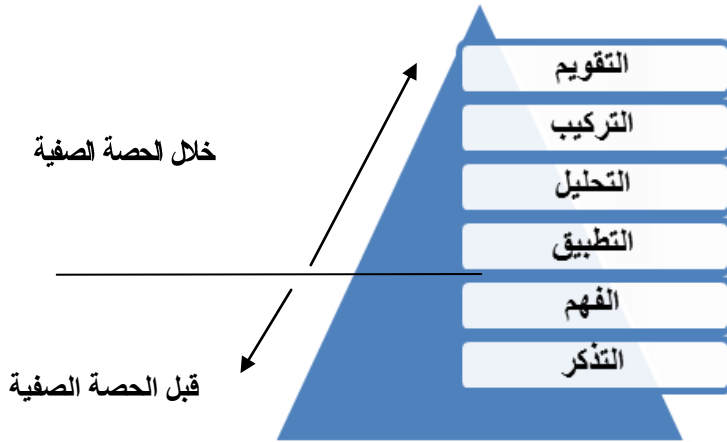 التقويم
التركيب
خلال الحصة الصفية
التحليل
التطبيق
الفهم
التذكر
قبل الحصة الصفية